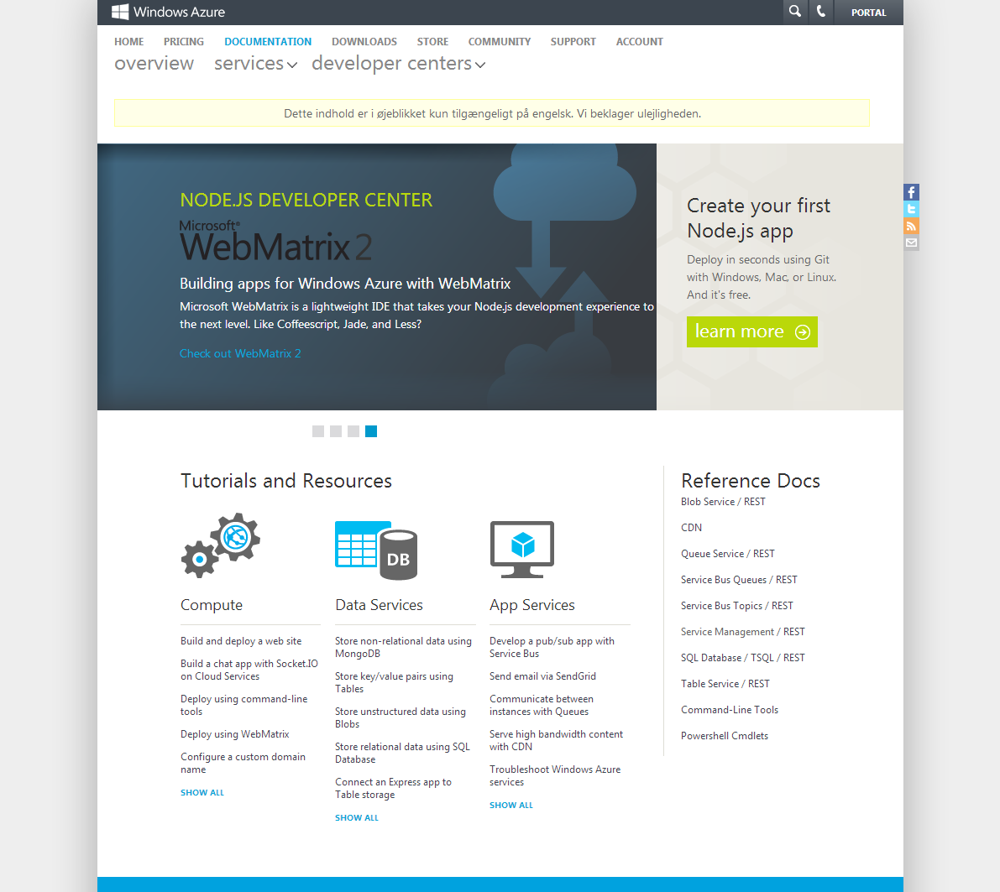 Windows Azure
PORTAL
HOME PRICING DOCUMENTATION DOWNLOADS STORE COMMUNITY SUPPORT ACCOUNT
overview services developer centers
Dette indhold er i øjeblikket kun tilgængeligt på engelsk. Vi beklager ulejligheden.
NODE.JS DEVELOPER CENTER
Microsoft®
WebMatrix 2
Building apps for Windows Azure with WebMatrix
Microsoft WebMatrix is a lightweight IDE that takes your Node.js development experience to
the next level. Like Coffeescript, Jade, and Less?
Check out WebMatrix 2
Create your first
Node.js app
Deploy in seconds using Git
with Windows, Mac, or Linux.
And it's free.
learn more
Tutorials and Resources
DB
Compute
Build and deploy a web site
Build a chat app with Socket.IO
on Cloud Services
Deploy using command-line
tools
Deploy using WebMatrix
Configure a custom domain
name
SHOW ALL
Data Services
Store non-relational data using
MongoDB
Store key/value pairs using
Tables
Store unstructured data using
Blobs
Store relational data using SQL
Database
Connect an Express app to
Table storage
SHOW ALL
App Services
Develop a pub/sub app with
Service Bus
Send email via SendGrid
Communicate between
instances with Queues
Serve high bandwidth content
with CDN
Troubleshoot Windows Azure
services
SHOW ALL
Reference Docs
Blob Service / REST
CDN
Queue Service / REST
Service Bus Queues / REST
Service Bus Topics / REST
Service Management / REST
SQL Database / TSQL / REST
Table Service / REST
Command-Line Tools
Powershell Cmdlets